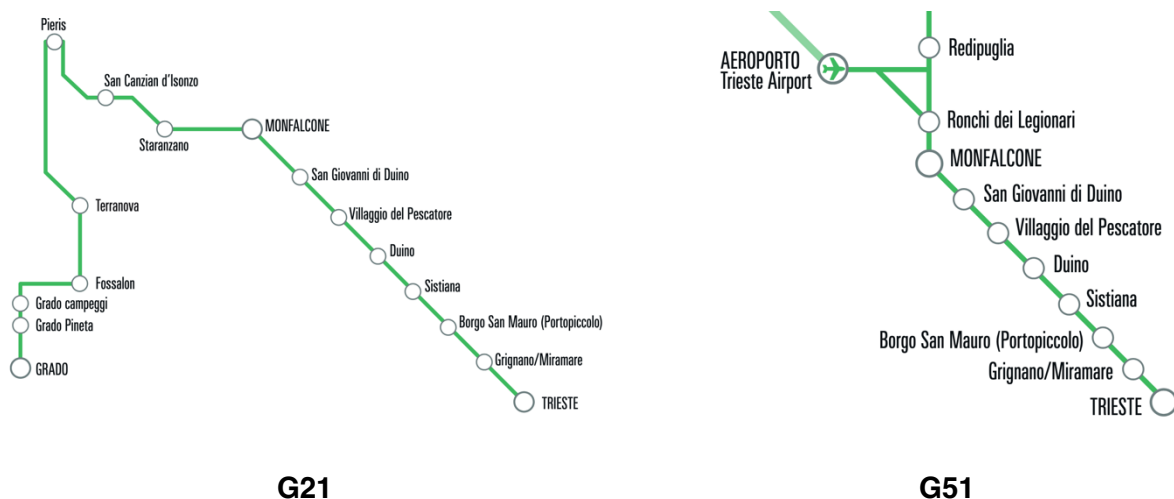 Pieris
San Canzian d'Isonzo
MONFALCONE
Staranzano
San Giovanni di Duino
Terranova
Villaggio del Pescatore
Duino
Fossalon
Sistiana
Grado campeggi
Grado Pineta
Borgo San Mauro (Portopiccolo)
Grignano/Miramare
GRADO
TRIESTE
G21
Redipuglia
AEROPORTO
Trieste Airport
Ronchi dei Legionari
MONFALCONE
San Giovanni di Duino
Villaggio del Pescatore
Duino
Sistiana
Borgo San Mauro (Portopiccolo)
Grignano/Miramare
TRIESTE
G51